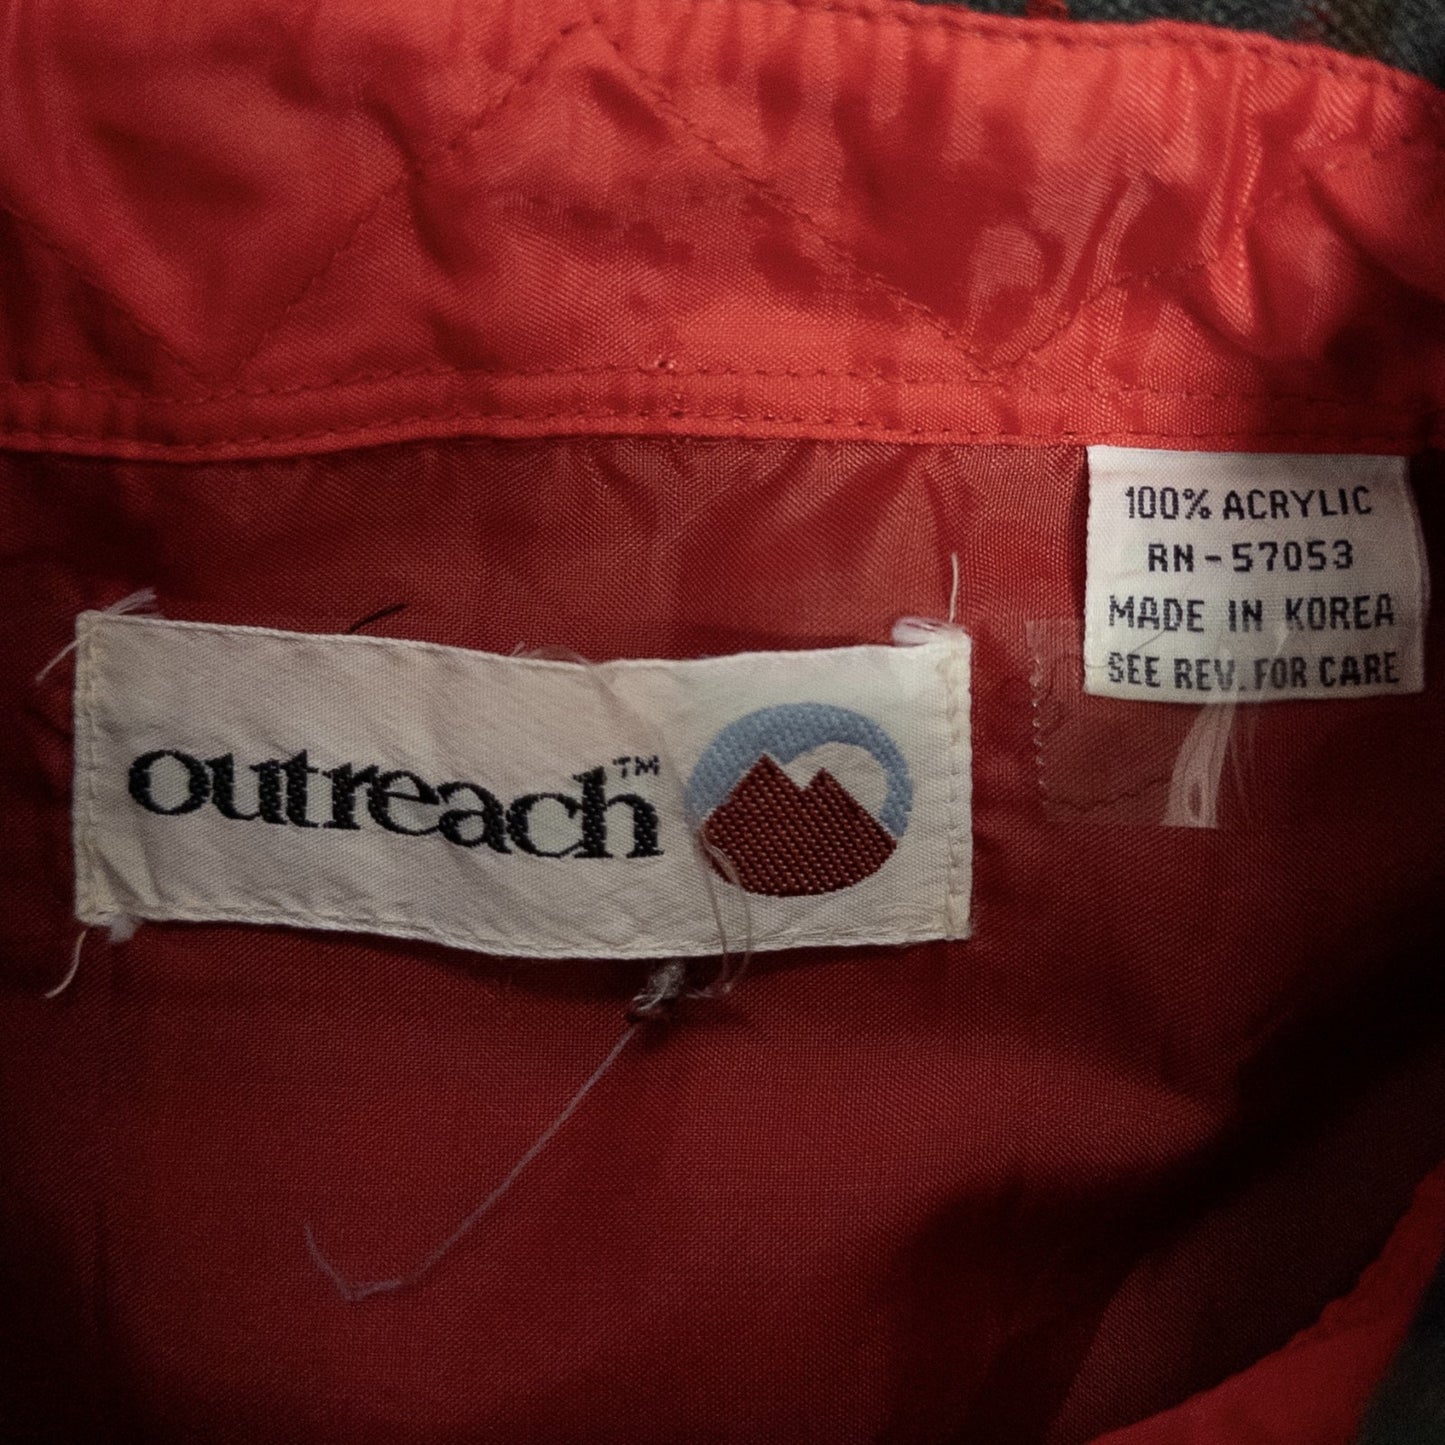 outreach™
100% ACRYLIC
RN-57053
MADE IN KOREA
SEE REV. FOR CARE